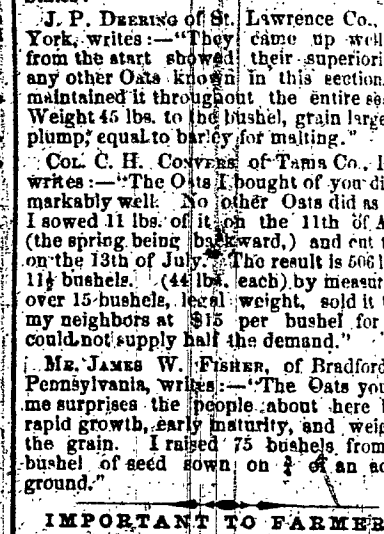 J. P. DEERING of St. Lawrence Co.,
York, writes:—"They came up well
from the start showed their superiori
any other Oats known in this section,
maintained it throughout the entire se
Weight 45 lbs. to the bushel, grain large
plump, equal to barley for malting."
COL. C. H. CONVERS, of Tama Co., I
writes:—"The Oats I bought of you di
markably well. No other Oats did as
I sowed 11 lbs. of it on the 11th of A
(the spring being backward,) and cut t
on the 13th of July. The result is 506 l
11½ bushels. (44 lbs. each) by measur
over 15 bushels, legal weight, sold it t
my neighbors at $15 per bushel for
could not supply half the demand."
MR. JAMES W. FISHER, of Bradford
Pennsylvania, writes:—"The Oats you
me surprises the people about here b
rapid growth, early maturity, and weig
the grain. I raised 75 bushels from
bushel of seed sown on ¾ of an ac
ground."
IMPORTANT TO FARMER